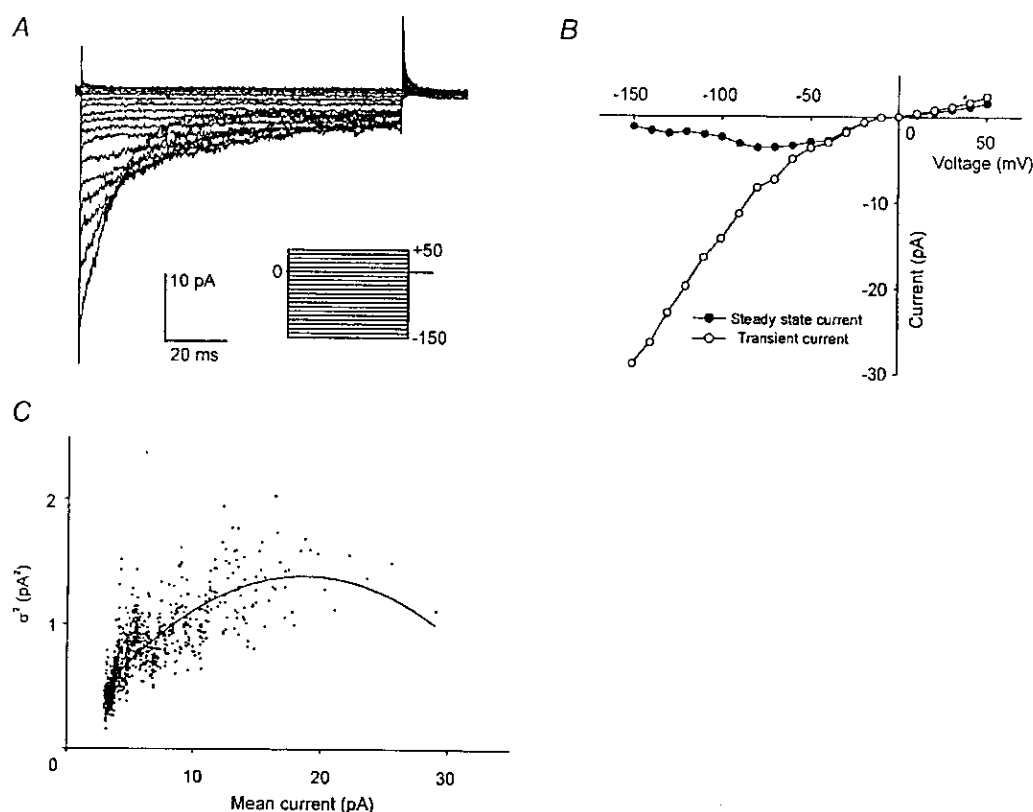 A
10 pA
20 ms
0
+50
-150
B
-150
-100
-50
0
50
Voltage (mV)
-10
-20
-30
Current (pA)
Steady state current
Transient current
C
2
1
0
σ² (pA²)
10
20
30
Mean current (pA)